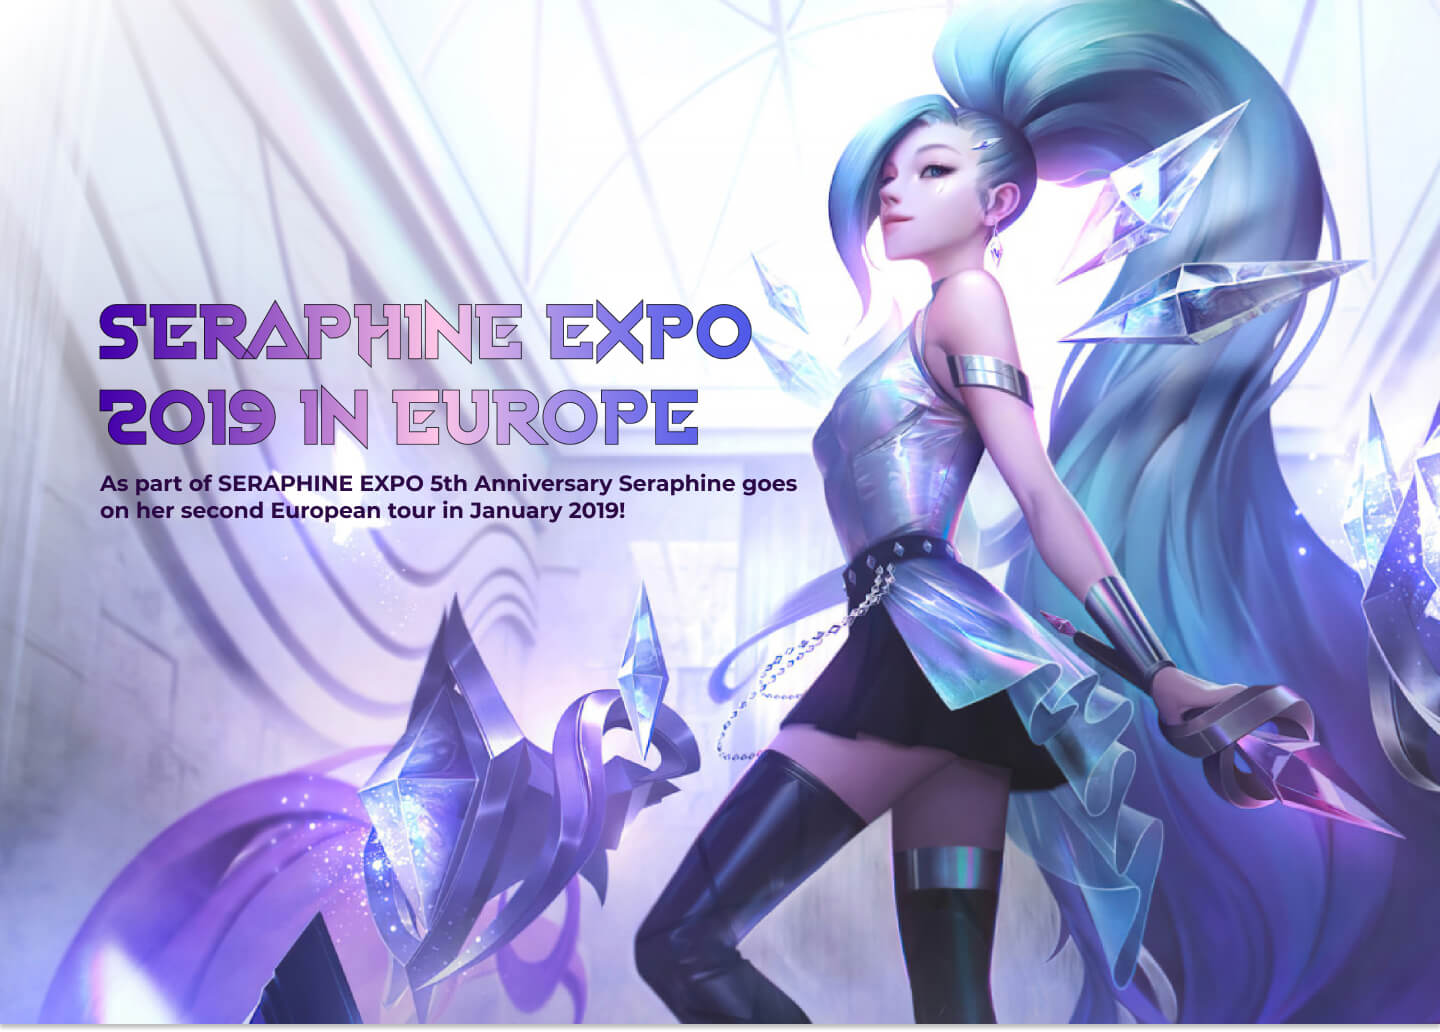 SERAPHINE EXPO
2019 IN EUROPE
As part of SERAPHINE EXPO 5th Anniversary Seraphine goes
on her second European tour in January 2019!